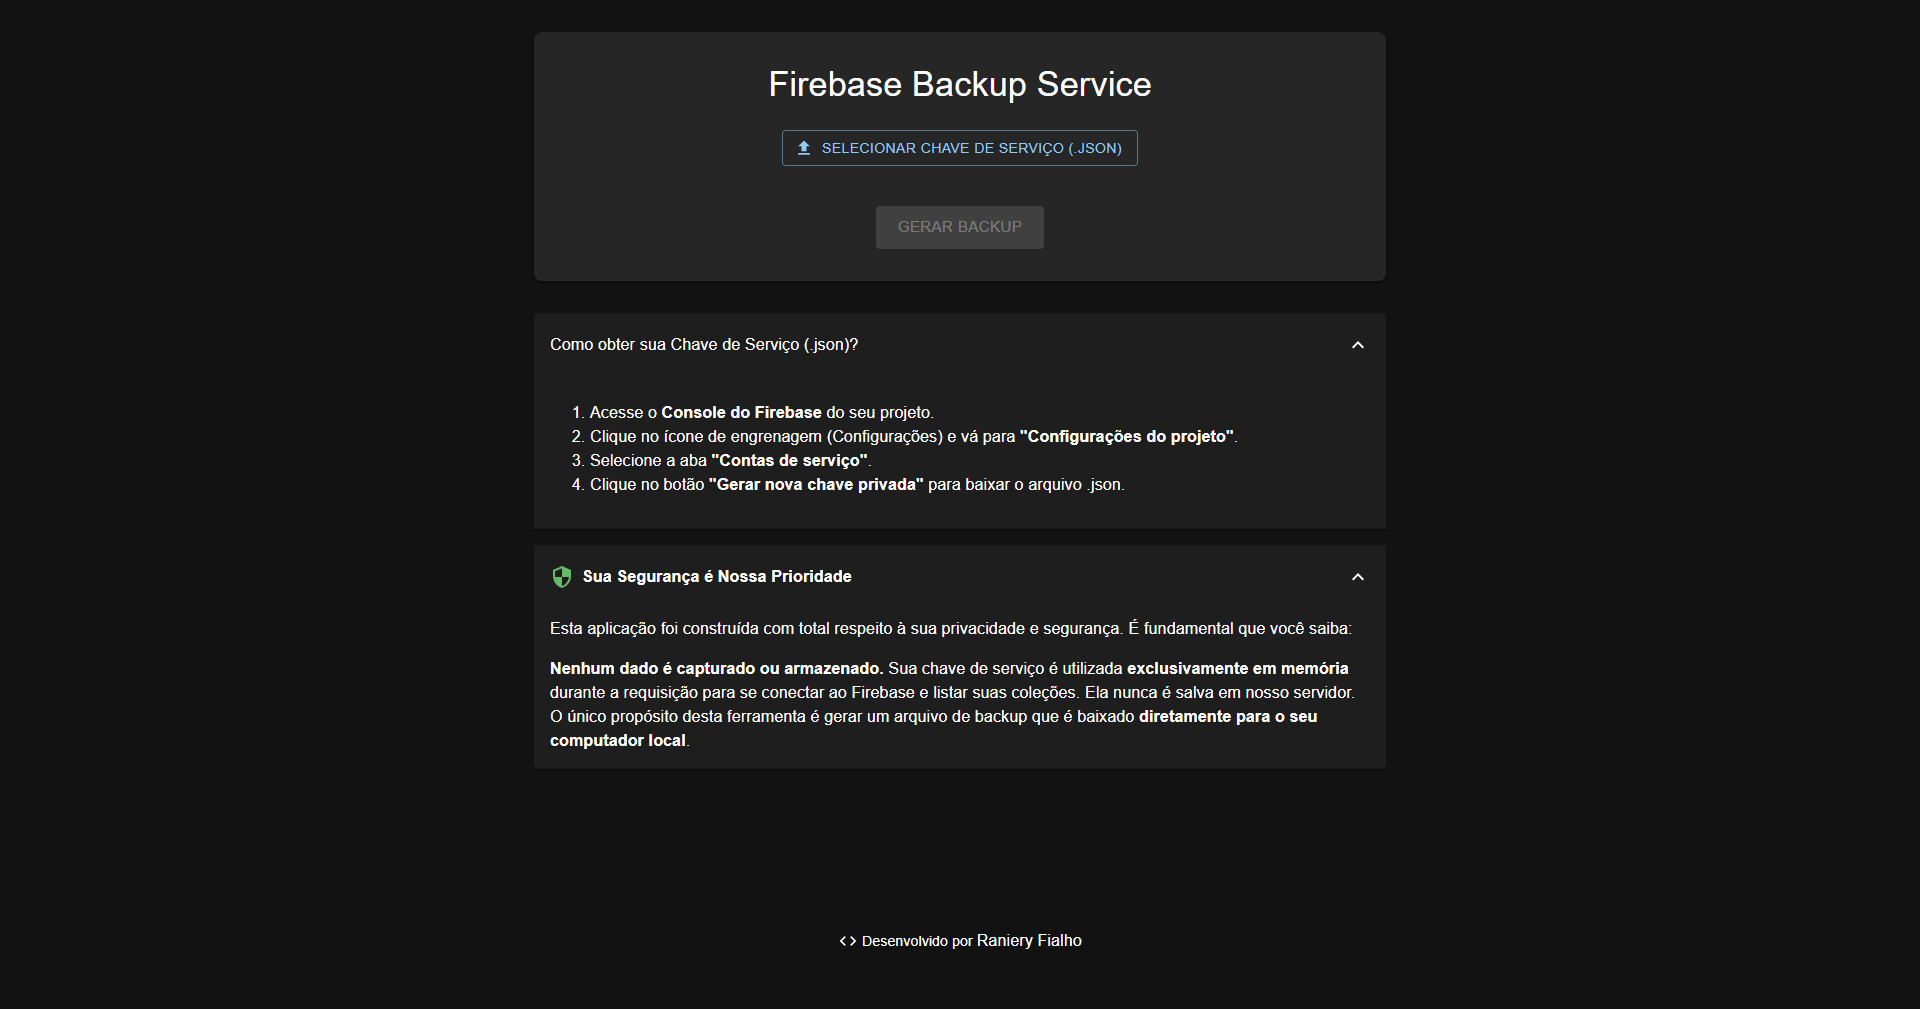 Firebase Backup Service
SELECIONAR CHAVE DE SERVIÇO (.JSON)
GERAR BACKUP
Como obter sua Chave de Serviço (.json)?
1. Acesse o Console do Firebase do seu projeto.
2. Clique no ícone de engrenagem (Configurações) e vá para "Configurações do projeto".
3. Selecione a aba "Contas de serviço".
4. Clique no botão "Gerar nova chave privada" para baixar o arquivo .json.
Sua Segurança é Nossa Prioridade
Esta aplicação foi construída com total respeito à sua privacidade e segurança. É fundamental que você saiba:
Nenhum dado é capturado ou armazenado. Sua chave de serviço é utilizada exclusivamente em memória
durante a requisição para se conectar ao Firebase e listar suas coleções. Ela nunca é salva em nosso servidor.
O único propósito desta ferramenta é gerar um arquivo de backup que é baixado diretamente para o seu
computador local.
Desenvolvido por Raniery Fialho